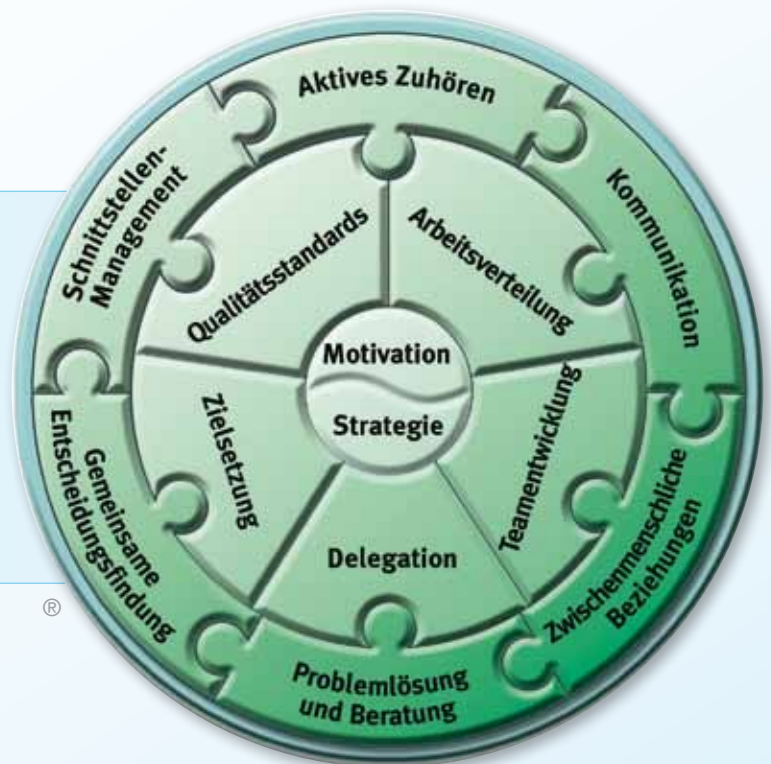 Aktives Zuhören
Kommunikation
Zwischenmenschliche
Beziehungen
Problemlösung
und Beratung
Gemeinsame
Entscheidungsfindung
Schnittstellen-
Management
Qualitätsstandards
Arbeitsverteilung
Teamentwicklung
Delegation
Zielsetzung
Motivation
Strategie
®